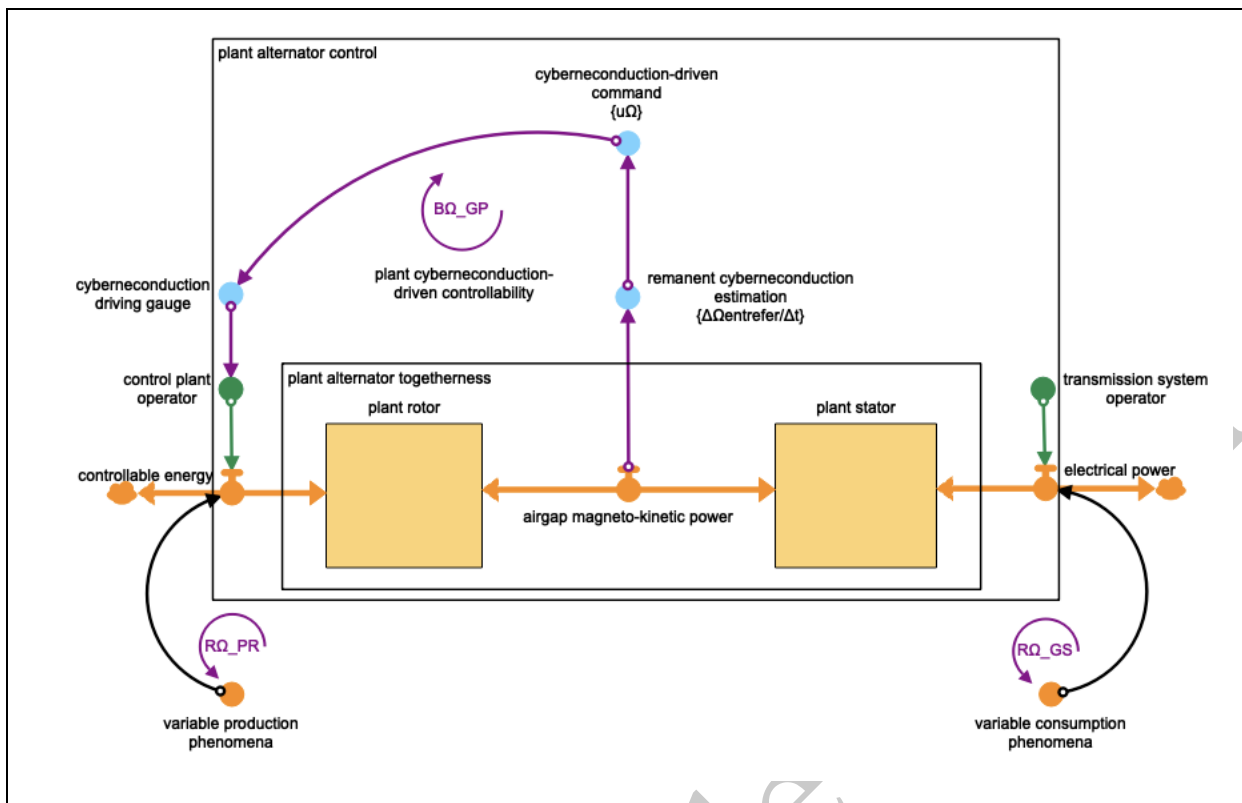 plant alternator control
cyberneconduction-driven
command
{uΩ}
BΩ_GP
plant cyberneconduction-
driven controllability
cyberneconduction
driving gauge
remanent cyberneconduction
estimation
{ΔΩentrefer/Δt}
control plant
operator
plant alternator togetherness
transmission system
operator
plant rotor
plant stator
controllable energy
electrical power
airgap magneto-kinetic power
RΩ_PR
RΩ_GS
variable production
phenomena
variable consumption
phenomena